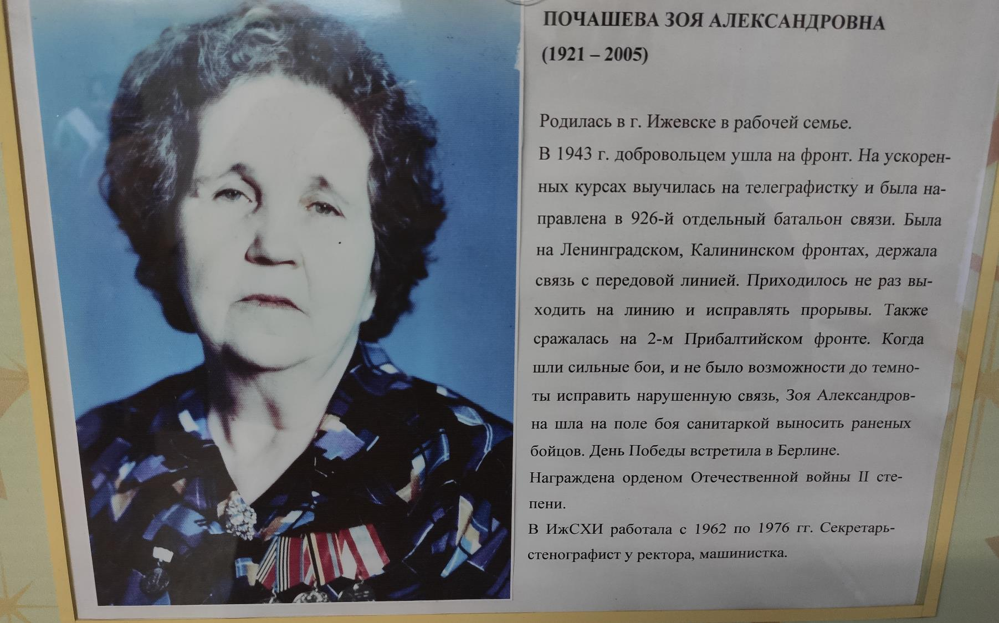 ПОЧАШЕВА ЗОЯ АЛЕКСАНДРОВНА
(1921 – 2005)
Родилась в г. Ижевске в рабочей семье.
В 1943 г. добровольцем ушла на фронт. На ускорен-
ных курсах выучилась на телеграфистку и была на-
правлена в 926-й отдельный батальон связи. Была
на Ленинградском, Калининском фронтах, держала
связь с передовой линией. Приходилось не раз вы-
ходить на линию и исправлять прорывы. Также
сражалась на 2-м Прибалтийском фронте. Когда
шли сильные бои, и не было возможности до темно-
ты исправить нарушенную связь, Зоя Александров-
на шла на поле боя санитаркой выносить раненых
бойцов. День Победы встретила в Берлине.
Награждена орденом Отечественной войны II сте-
пени.
В ИжСХИ работала с 1962 по 1976 гг. Секретарь-
стенографист у ректора, машинистка.